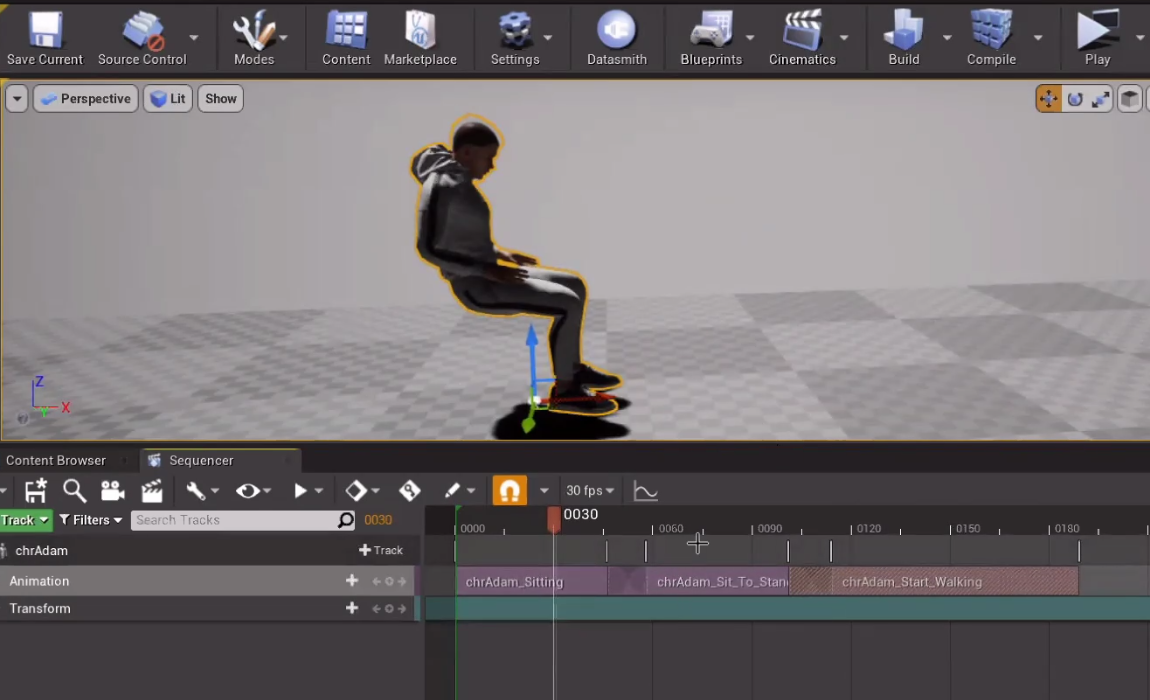 Save Current Source Control Modes Content Marketplace Settings Datasmith Blueprints Cinematics Build Compile Play
Perspective Lit Show
Z
Y X
Content Browser Sequencer
30 fps
Track Filters Search Tracks 0030
0030
0000 0060 0090 0120 0150 0180
chrAdam + Track
Animation chrAdam_Sitting chrAdam_Sit_To_Stan chrAdam_Start_Walking
Transform